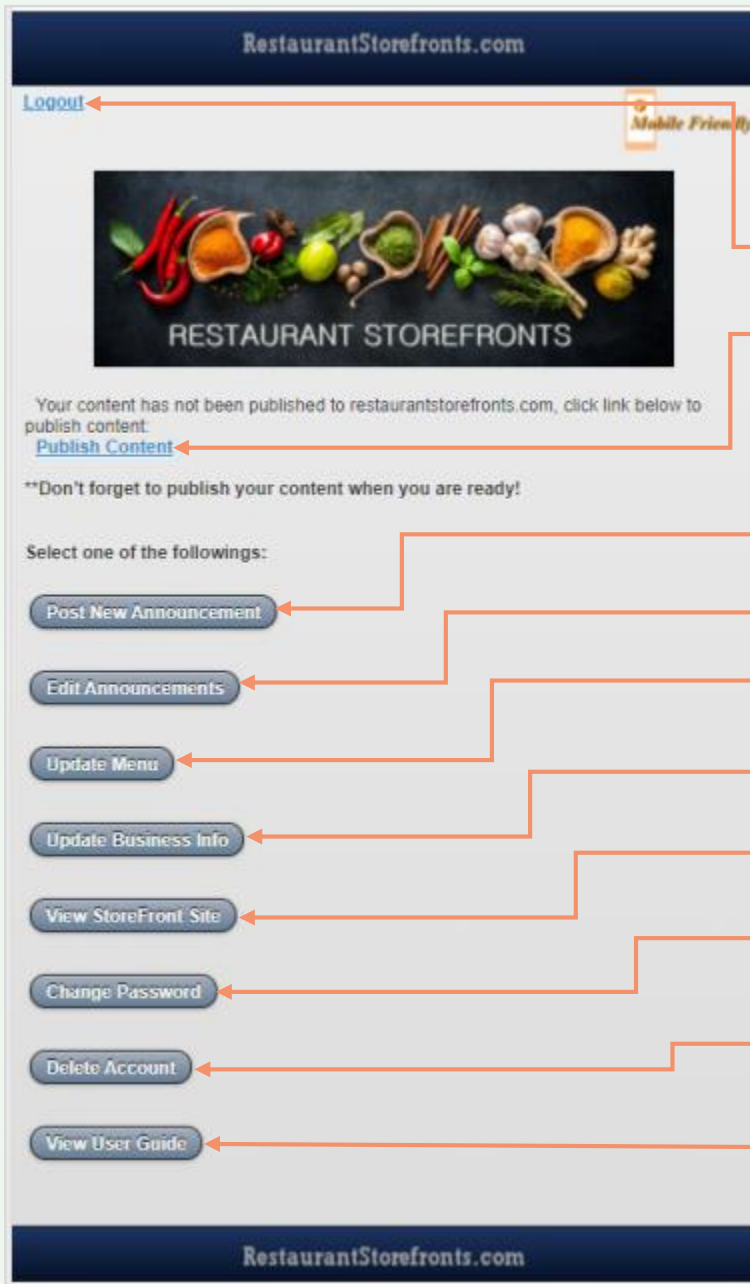 RestaurantStorefronts.com
Logout
Mobile Friendly
RESTAURANT STOREFRONTS
Your content has not been published to restaurantstorefronts.com, click link below to
publish content:
Publish Content
**Don't forget to publish your content when you are ready!
Select one of the followings:
Post New Announcement
Edit Announcements
Update Menu
Update Business Info
View StoreFront Site
Change Password
Delete Account
View User Guide
RestaurantStorefronts.com